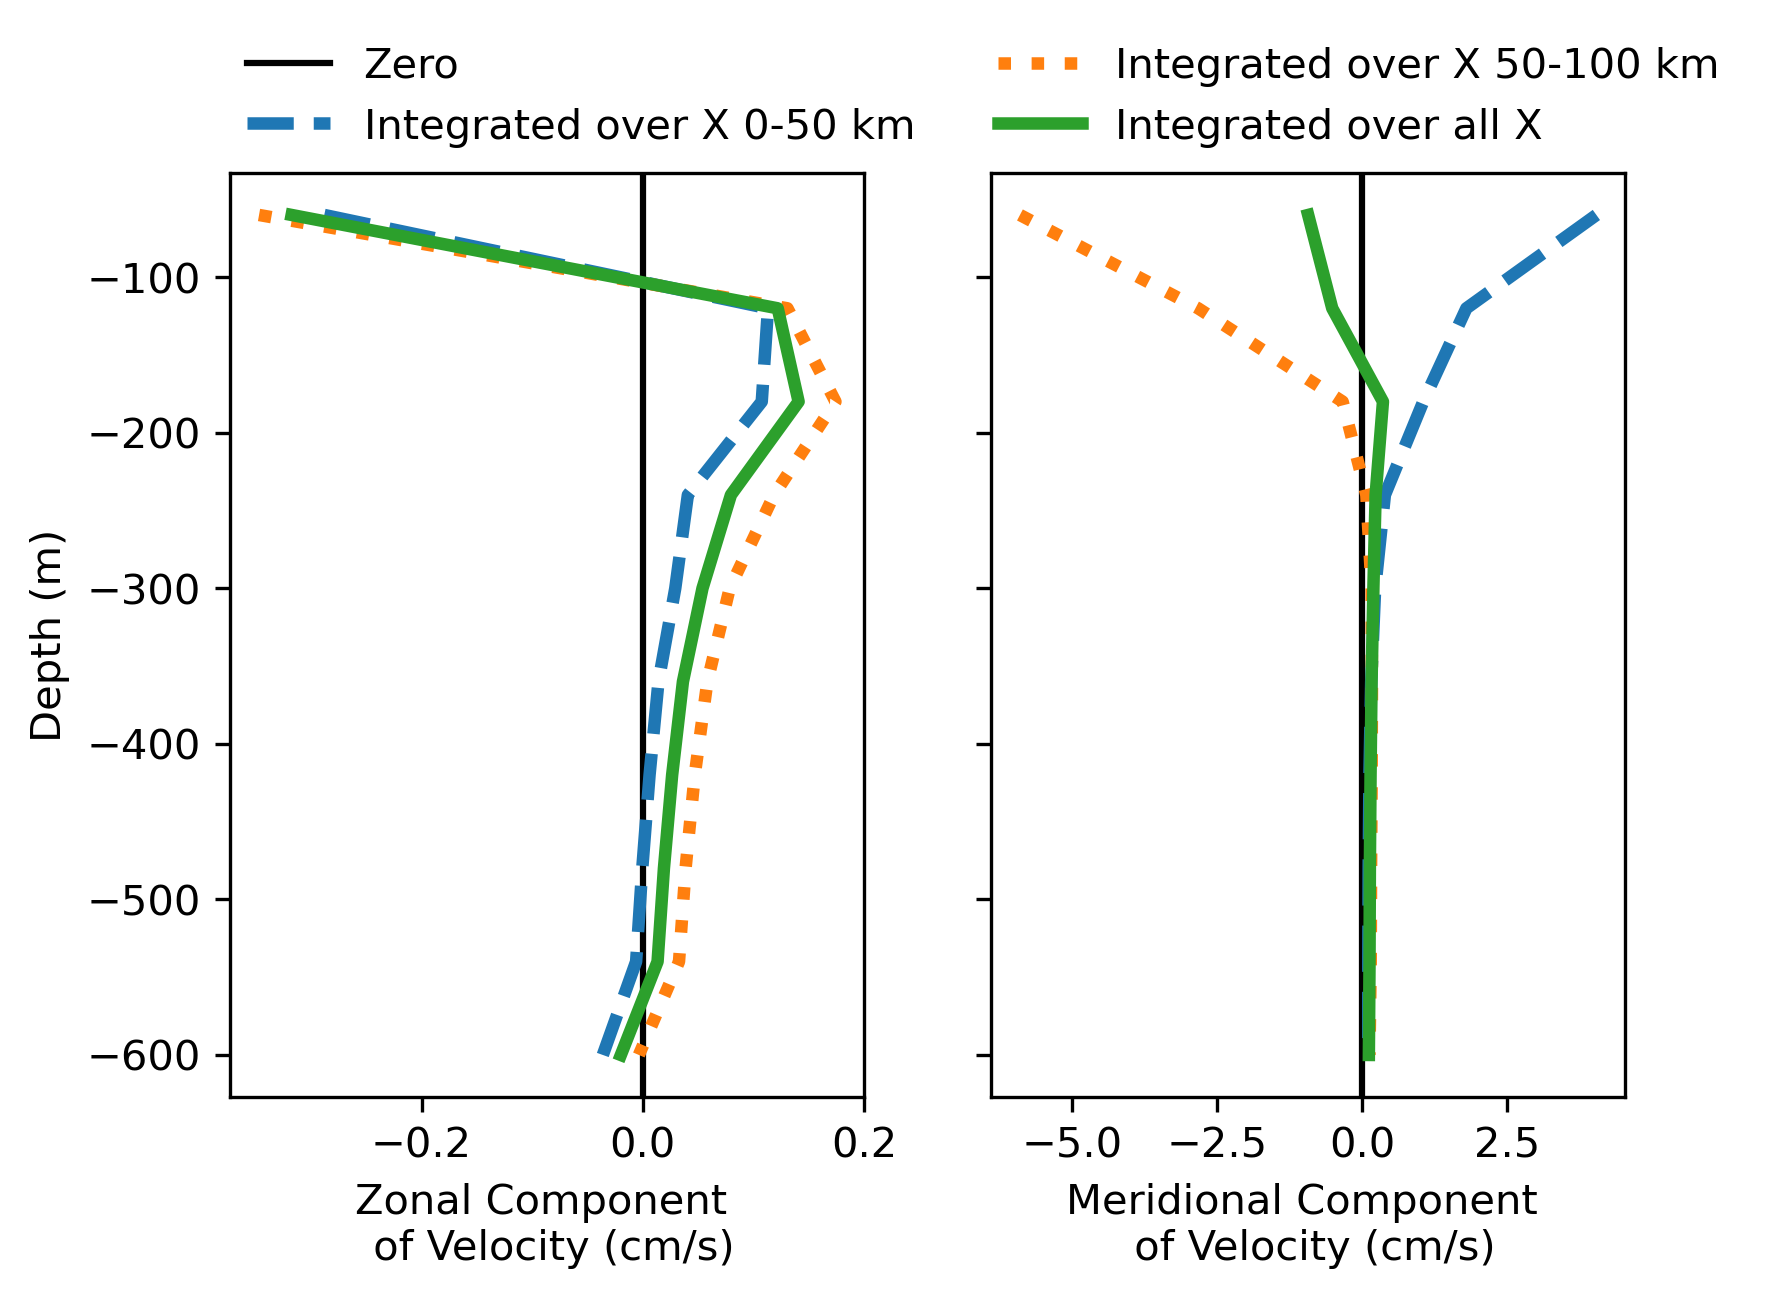 Zero
Integrated over X 0-50 km
Integrated over X 50-100 km
Integrated over all X
Depth (m)
−100
−200
−300
−400
−500
−600
−0.2
0.0
0.2
Zonal Component
of Velocity (cm/s)
−5.0
−2.5
0.0
2.5
Meridional Component
of Velocity (cm/s)